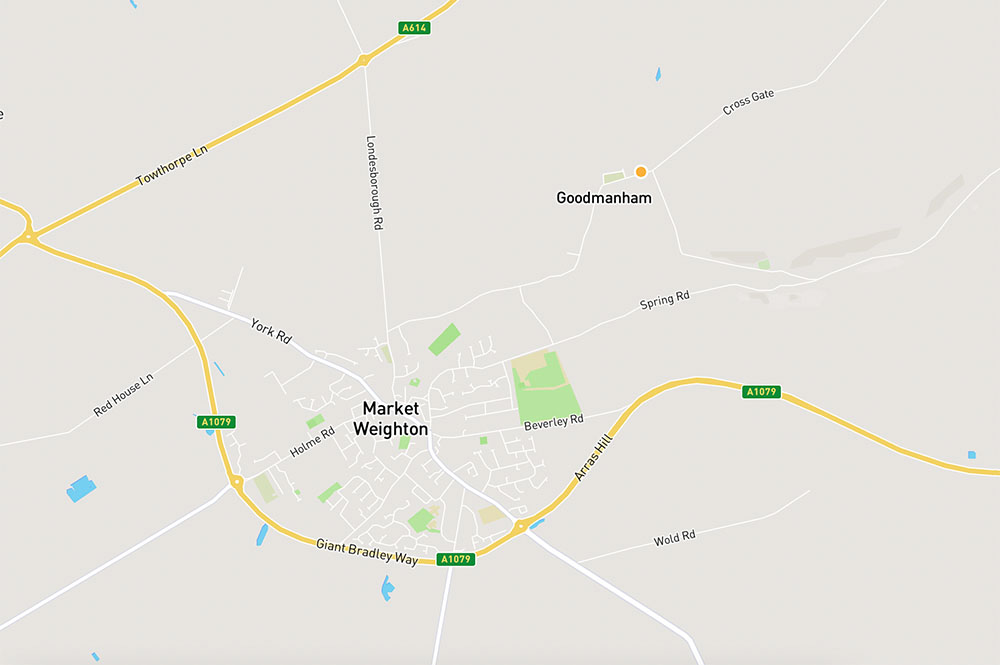 A614
Cross Gate
Towthorpe Ln
Londesborough Rd
Goodmanham
Spring Rd
York Rd
Red House Ln
A1079
Market
Weighton
A1079
Beverley Rd
Holme Rd
Arras Hill
Wold Rd
Giant Bradley Way
A1079